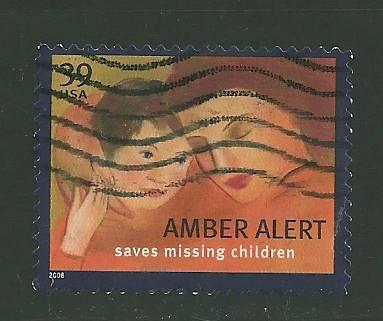 39
USA
AMBER ALERT
saves missing children
2006